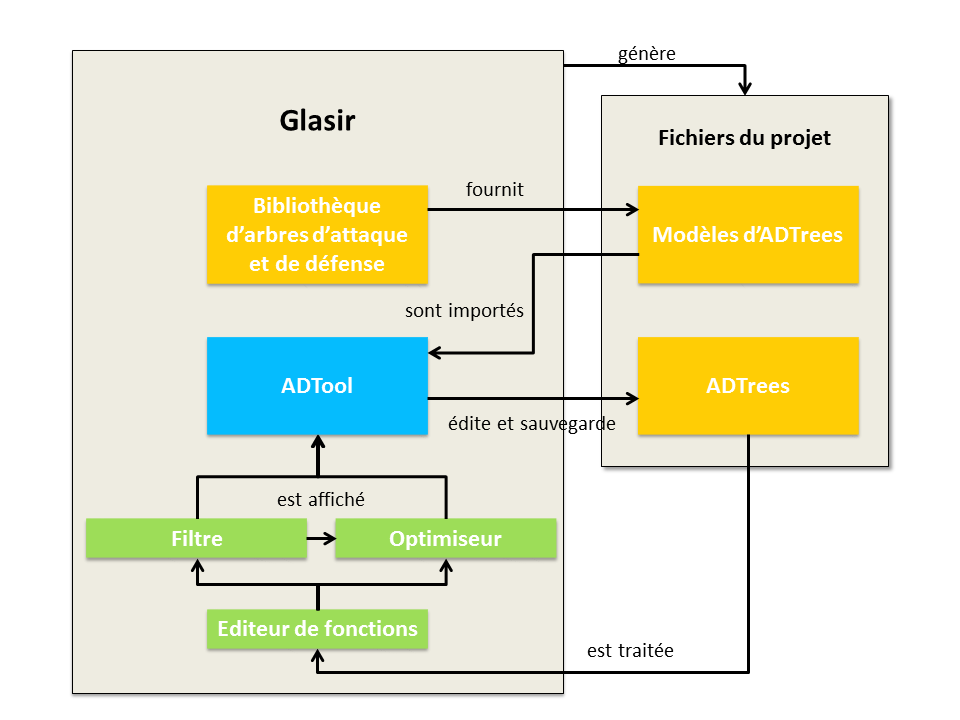 génère
Glasir
Fichiers du projet
Bibliothèque
d’arbres d’attaque
et de défense
fournit
Modèles d’ADTrees
sont importés
ADTool
ADTrees
édite et sauvegarde
est affiché
Filtre
Optimiseur
Editeur de fonctions
est traitée